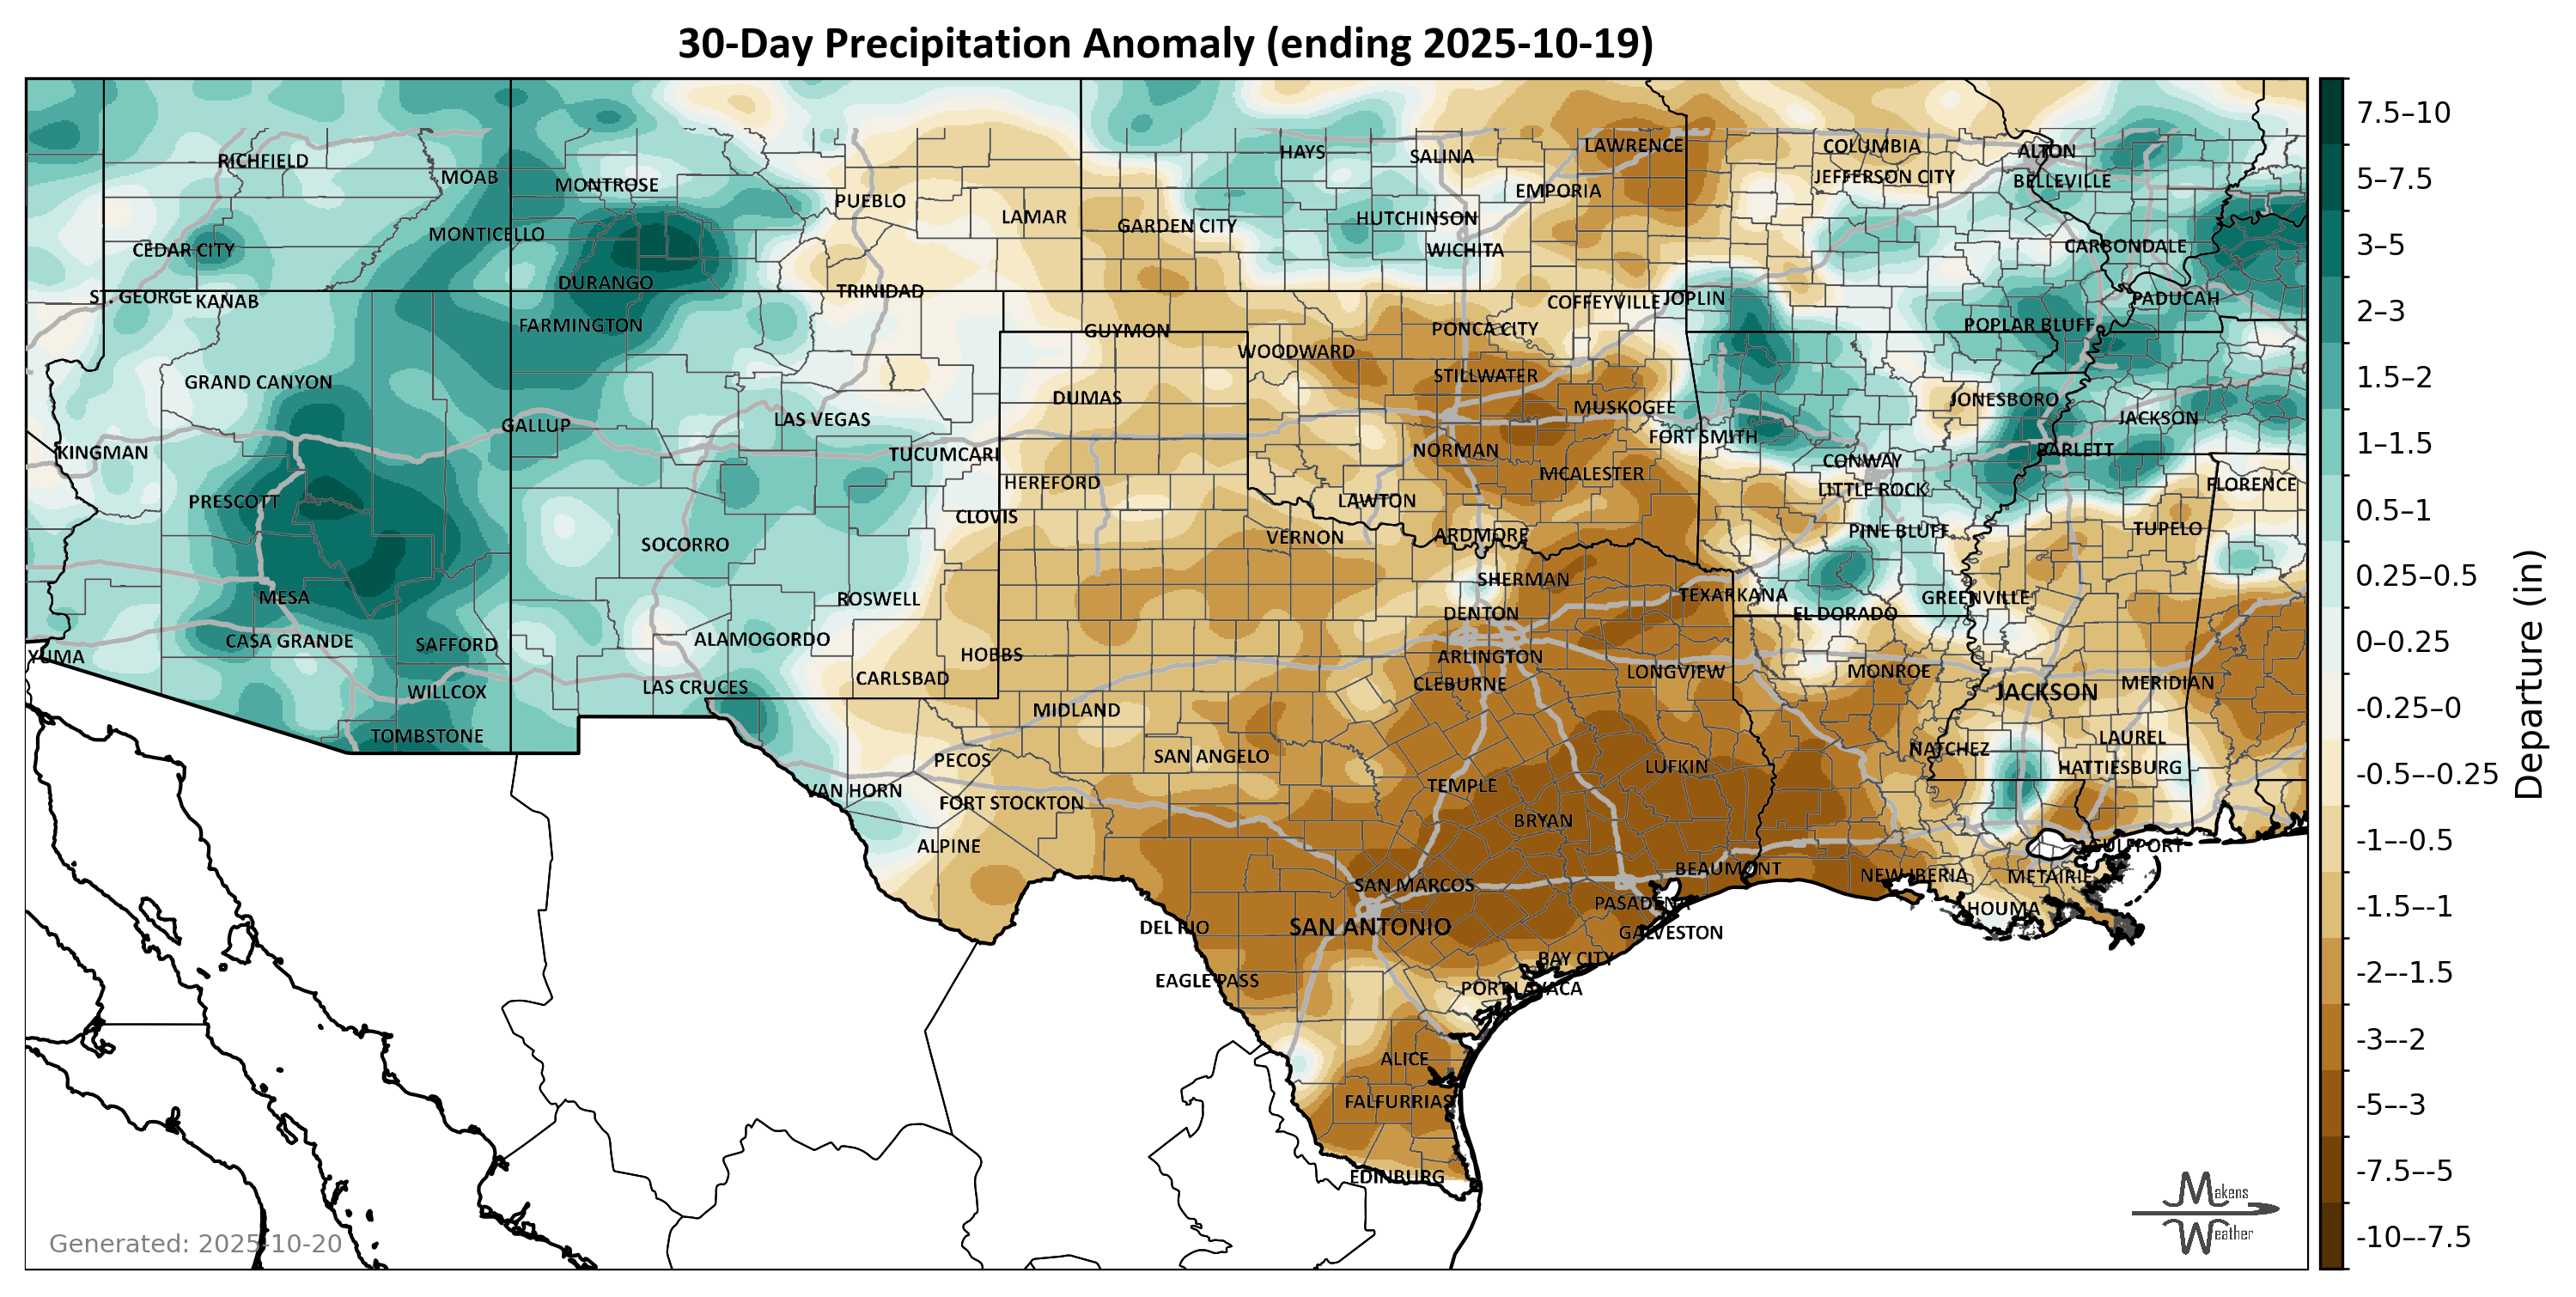 30-Day Precipitation Anomaly (ending 2025-10-19)
RICHFIELD
MOAB
MONTROSE
MONTICELLO
CEDAR CITY
DURANGO
ST. GEORGE
KANAB
FARMINGTON
PUEBLO
LAMAR
TRINIDAD
HAYS
SALINA
LAWRENCE
EMPORIA
HUTCHINSON
GARDEN CITY
WICHITA
COFFEYVILLE
COLUMBIA
JEFFERSON CITY
ALTON
BELLEVILLE
CARBONDALE
JOPLIN
PADUCAH
POPLAR BLUFF
GUYMON
PONCA CITY
WOODWARD
STILLWATER
GRAND CANYON
DUMAS
MUSKOGEE
JONESBORO
JACKSON
LAS VEGAS
GALLUP
KINGMAN
TUCUMCARI
NORMAN
FORT SMITH
BARLETT
CONWAY
MCALESTER
HEREFORD
LITTLE ROCK
FLORENCE
PRESCOTT
LAWTON
CLOVIS
PINE BLUFF
TUPELO
SOCORRO
VERNON
ARDMORE
SHERMAN
MESA
ROSWELL
TEXARKANA
GREENVILLE
DENTON
EL DORADO
CASA GRANDE
SAFFORD
ALAMOGORDO
YUMA
HOBBS
ARLINGTON
LONGVIEW
MONROE
CARLSBAD
CLEBURNE
LAS CRUCES
WILLCOX
JACKSON
MERIDIAN
MIDLAND
TOMBSTONE
LAUREL
NATCHEZ
PECOS
SAN ANGELO
LUFKIN
HATTIESBURG
VAN HORN
TEMPLE
FORT STOCKTON
BRYAN
ALPINE
GULFPORT
BEAUMONT
NEW IBERIA
METAIRIE
SAN MARCOS
PASADENA
HOUMA
DEL RIO
SAN ANTONIO
GALVESTON
BAY CITY
EAGLE PASS
PORT LAVACA
ALICE
FALFURRIAS
EDINBURG
Generated: 2025-10-20
Makens
Weather
7.5–10
5–7.5
3–5
2–3
1.5–2
1–1.5
0.5–1
0.25–0.5
0–0.25
-0.25–0
-0.5–-0.25
-1–-0.5
-1.5–-1
-2–-1.5
-3–-2
-5–-3
-7.5–-5
-10–-7.5
Departure (in)